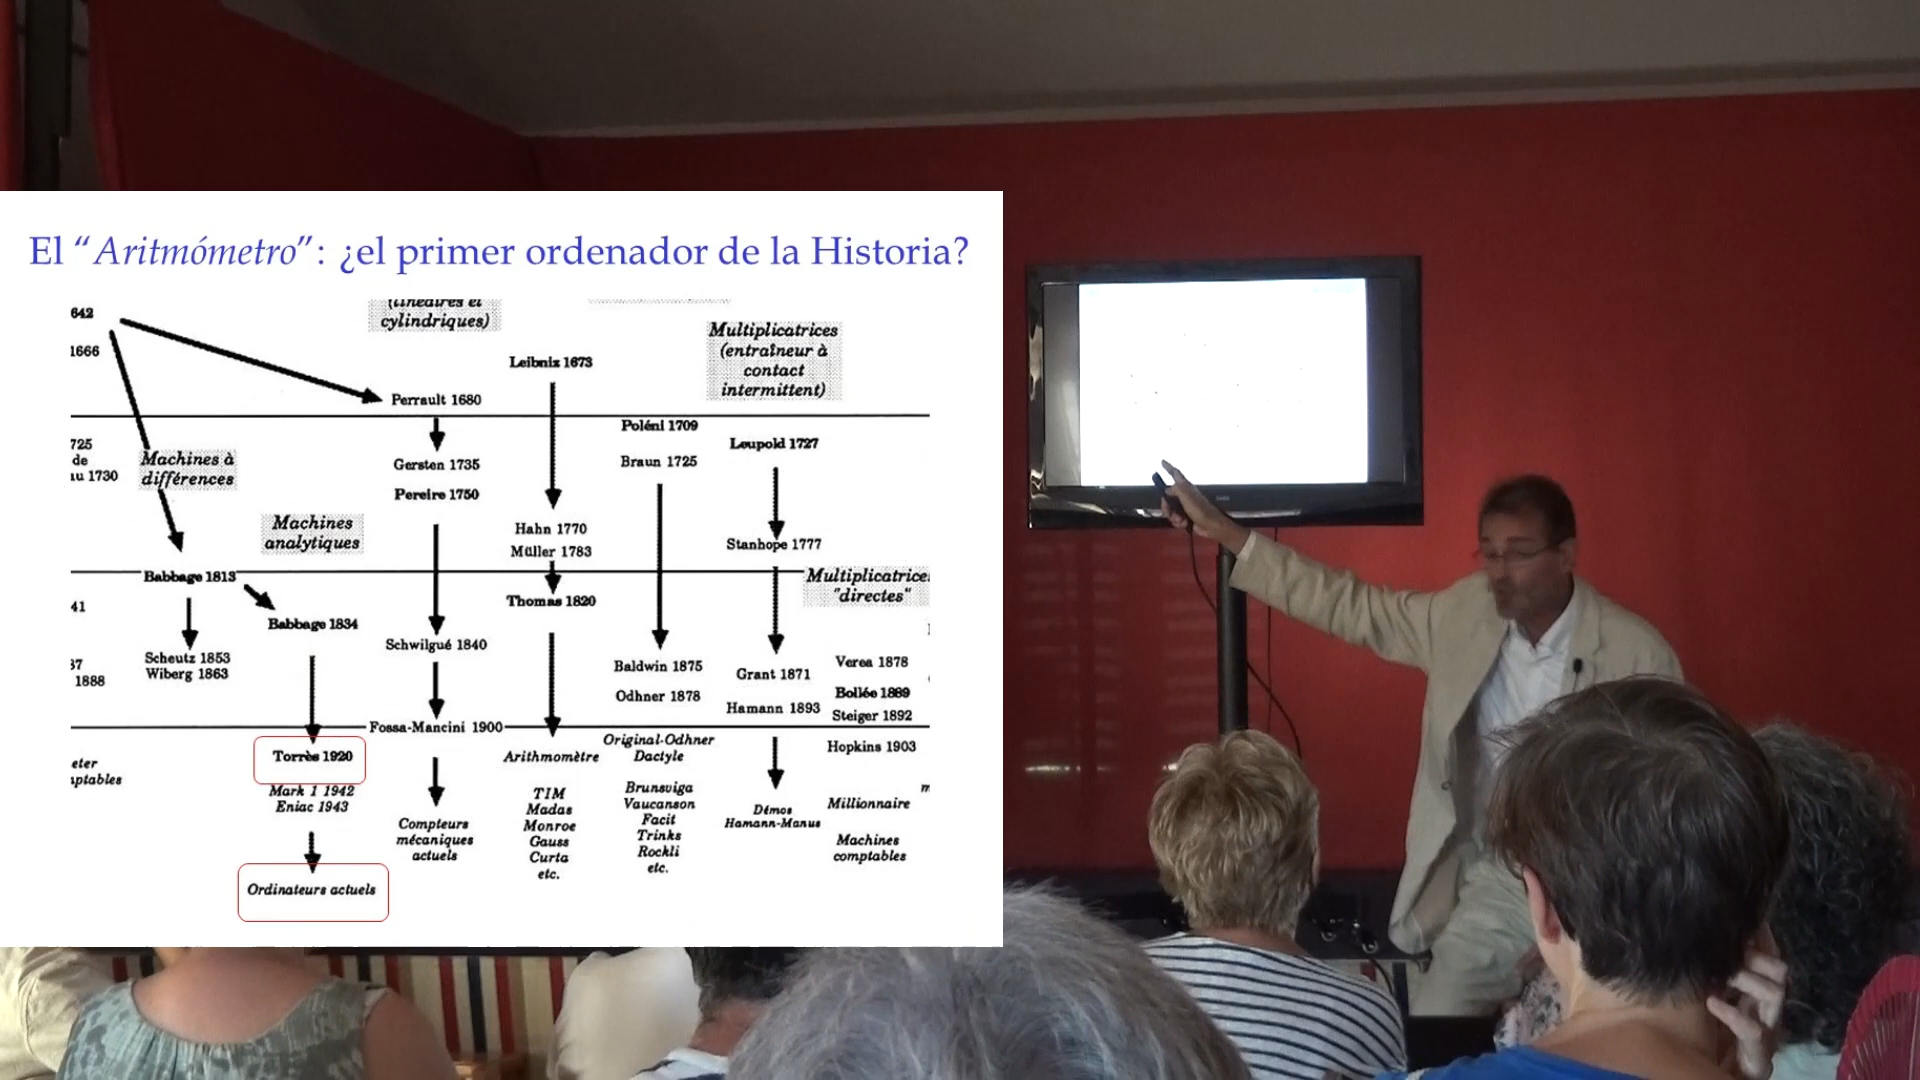 El “Aritmómetro”: ¿el primer ordenador de la Historia?
642
1666
(linéaires et
cylindriques)
Leibniz 1673
Multiplicatrices
(entraîneur à
contact
intermittent)
Perrault 1680
725
de
1730
Machines à
différences
Gersten 1735
Pereire 1750
Poléni 1709
Braun 1725
Leupold 1727
Machines
analytiques
Hahn 1770
Müller 1783
Stanhope 1777
Babbage 1813
Multiplicatrice
"directes"
41
Babbage 1834
Thomas 1820
Schwilgué 1840
Scheutz 1853
Wiberg 1863
37
1888
Baldwin 1875
Odhner 1878
Grant 1871
Hamann 1893
Verea 1878
Bollée 1889
Steiger 1892
Fossa-Mancini 1900
eter
ptables
Torrès 1920
Mark 1 1942
Eniac 1943
Arithmomètre
Original-Odhner
Dactyle
Hopkins 1903
TIM
Madas
Monroe
Gauss
Curta
etc.
Brunsviga
Vaucanson
Facit
Trinks
Rockli
etc.
Démos
Hamann-Manus
Millionnaire
Machines
comptables
Compteurs
mécaniques
actuels
Ordinateurs actuels